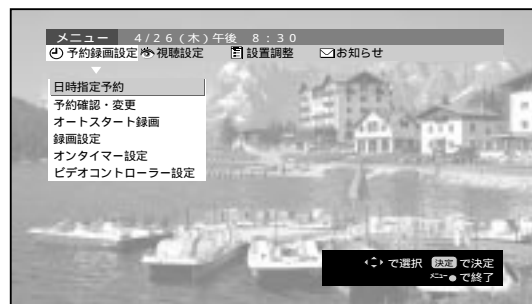 メニュー 4/26(木)午後 8:30
予約録画設定 視聴設定 設置調整 お知らせ
日時指定予約
予約確認・変更
オートスタート録画
録画設定
オンタイマー設定
ビデオコントローラー設定
で選択 決定 で決定
メニュー で終了